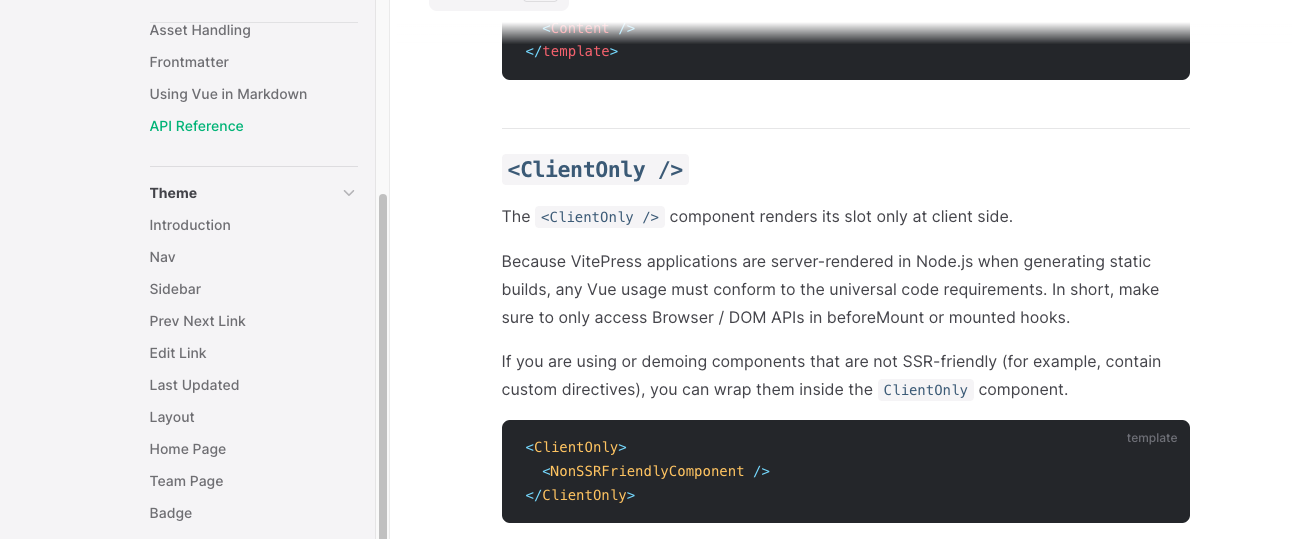 Asset Handling
Frontmatter
Using Vue in Markdown
API Reference
Theme
Introduction
Nav
Sidebar
Prev Next Link
Edit Link
Last Updated
Layout
Home Page
Team Page
Badge
<Content />
</template>
<ClientOnly />
The <ClientOnly /> component renders its slot only at client side.
Because VitePress applications are server-rendered in Node.js when generating static
builds, any Vue usage must conform to the universal code requirements. In short, make
sure to only access Browser / DOM APIs in beforeMount or mounted hooks.
If you are using or demoing components that are not SSR-friendly (for example, contain
custom directives), you can wrap them inside the ClientOnly component.
template
<ClientOnly>
  <NonSSRFriendlyComponent />
</ClientOnly>